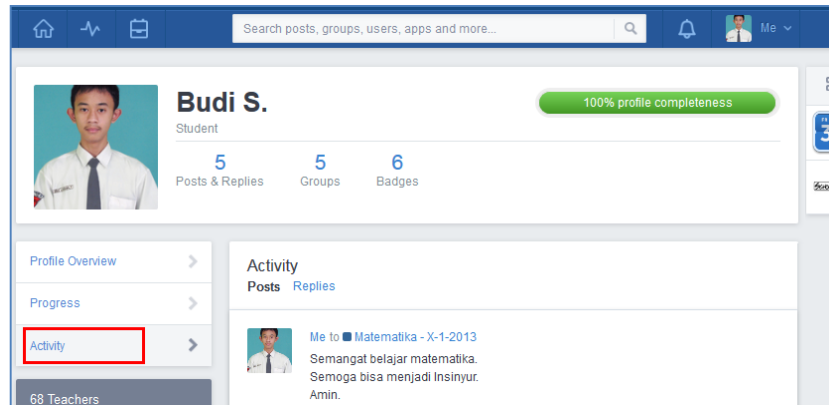 Search posts, groups, users, apps and more...
Me
Budi S.
Student
100% profile completeness
5 5 6
Posts & Replies Groups Badges
Profile Overview
Progress
Activity
68 Teachers
Activity
Posts Replies
Me to Matematika - X-1-2013
Semangat belajar matematika.
Semoga bisa menjadi Insinyur.
Amin.